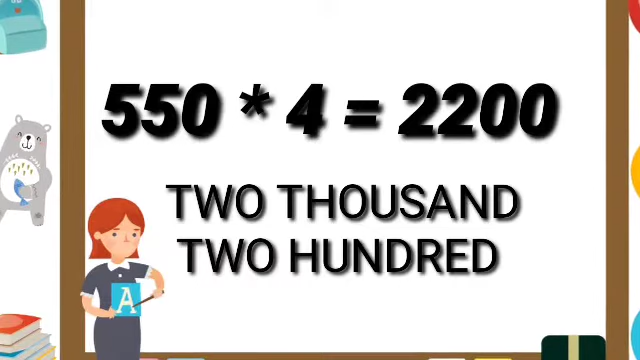 550 * 4 = 2200
TWO THOUSAND
TWO HUNDRED
A